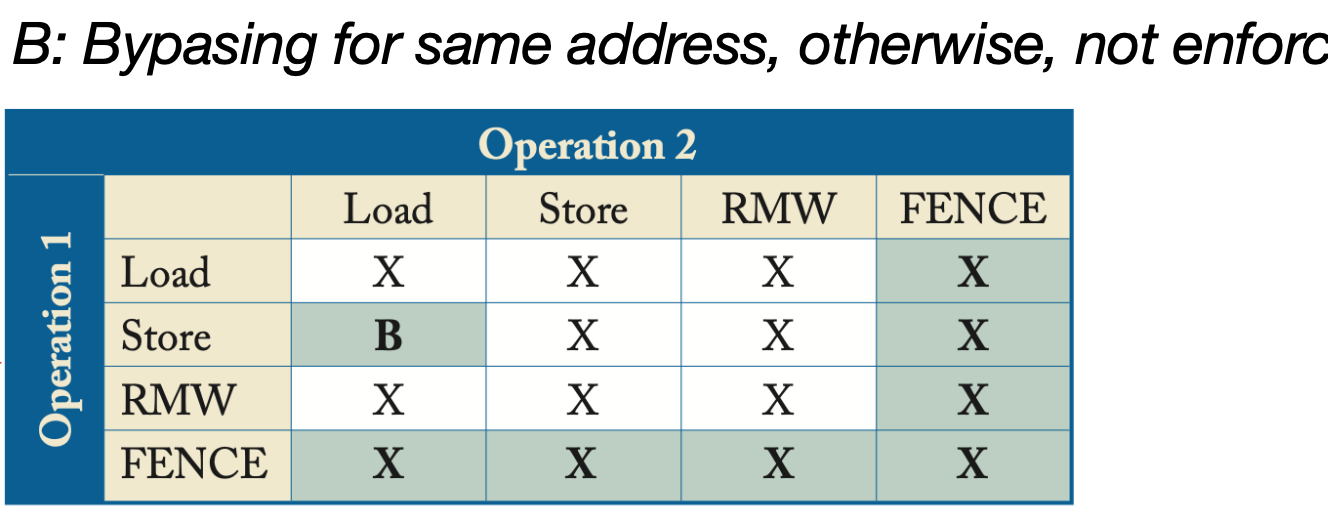 B: Bypasing for same address, otherwise, not enforc
Operation 2
Operation 1
Load Store RMW FENCE
Load X X X X
Store B X X X
RMW X X X X
FENCE X X X X